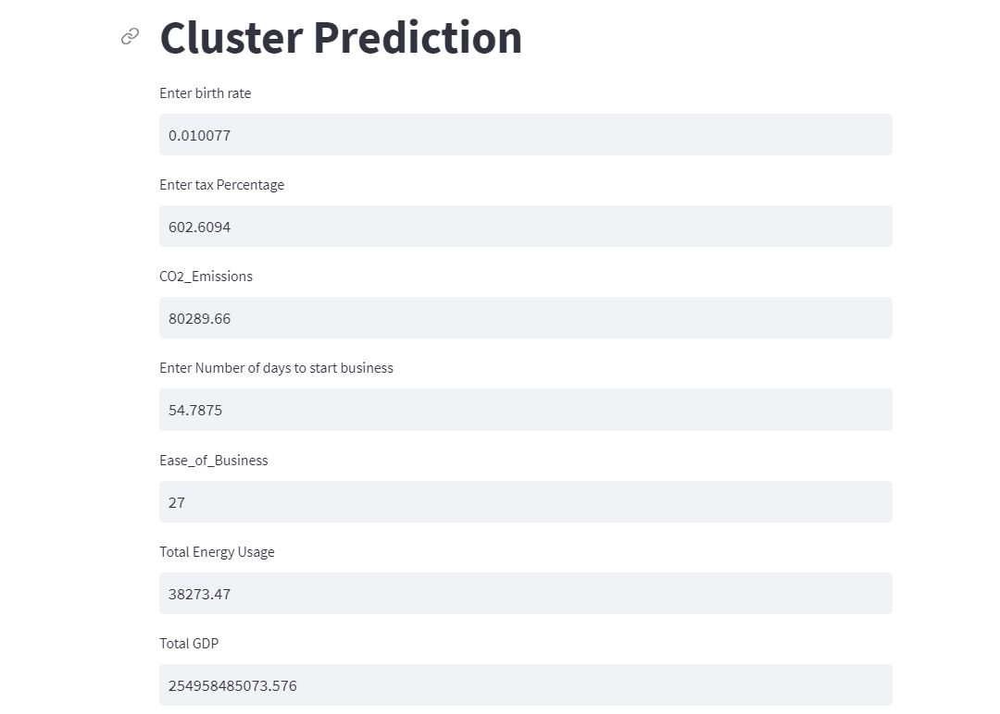 Cluster Prediction
Enter birth rate
0.010077
Enter tax Percentage
602.6094
CO2_Emissions
80289.66
Enter Number of days to start business
54.7875
Ease_of_Business
27
Total Energy Usage
38273.47
Total GDP
254958485073.576